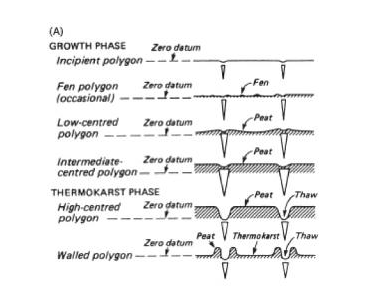 (A)
GROWTH PHASE Zero datum
Incipient polygon
Fen polygon Zero datum Fen
(occasional)
Low-centred Zero datum Peat
polygon
Peat
Intermediate- Zero datum
centred polygon
THERMOKARST PHASE
High-centred Zero datum Peat Thaw
polygon
Zero datum Peat Thermokarst Thaw
Walled polygon